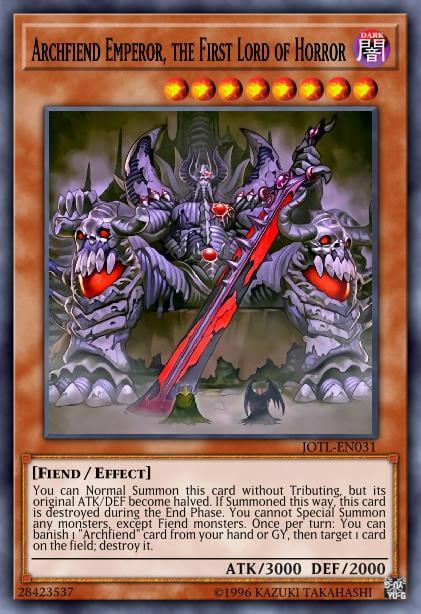 ARCHFIEND EMPEROR, THE FIRST LORD OF HORROR
DARK
闇
JOTL-EN031
[FIEND / EFFECT]
You can Normal Summon this card without Tributing, but its
original ATK/DEF become halved. If Summoned this way, this card
is destroyed during the End Phase. You cannot Special Summon
any monsters, except Fiend monsters. Once per turn: You can
banish 1 "Archfiend" card from your hand or GY, then target 1 card
on the field; destroy it.
ATK/3000 DEF/2000
28423537
©1996 KAZUKI TAKAHASHI